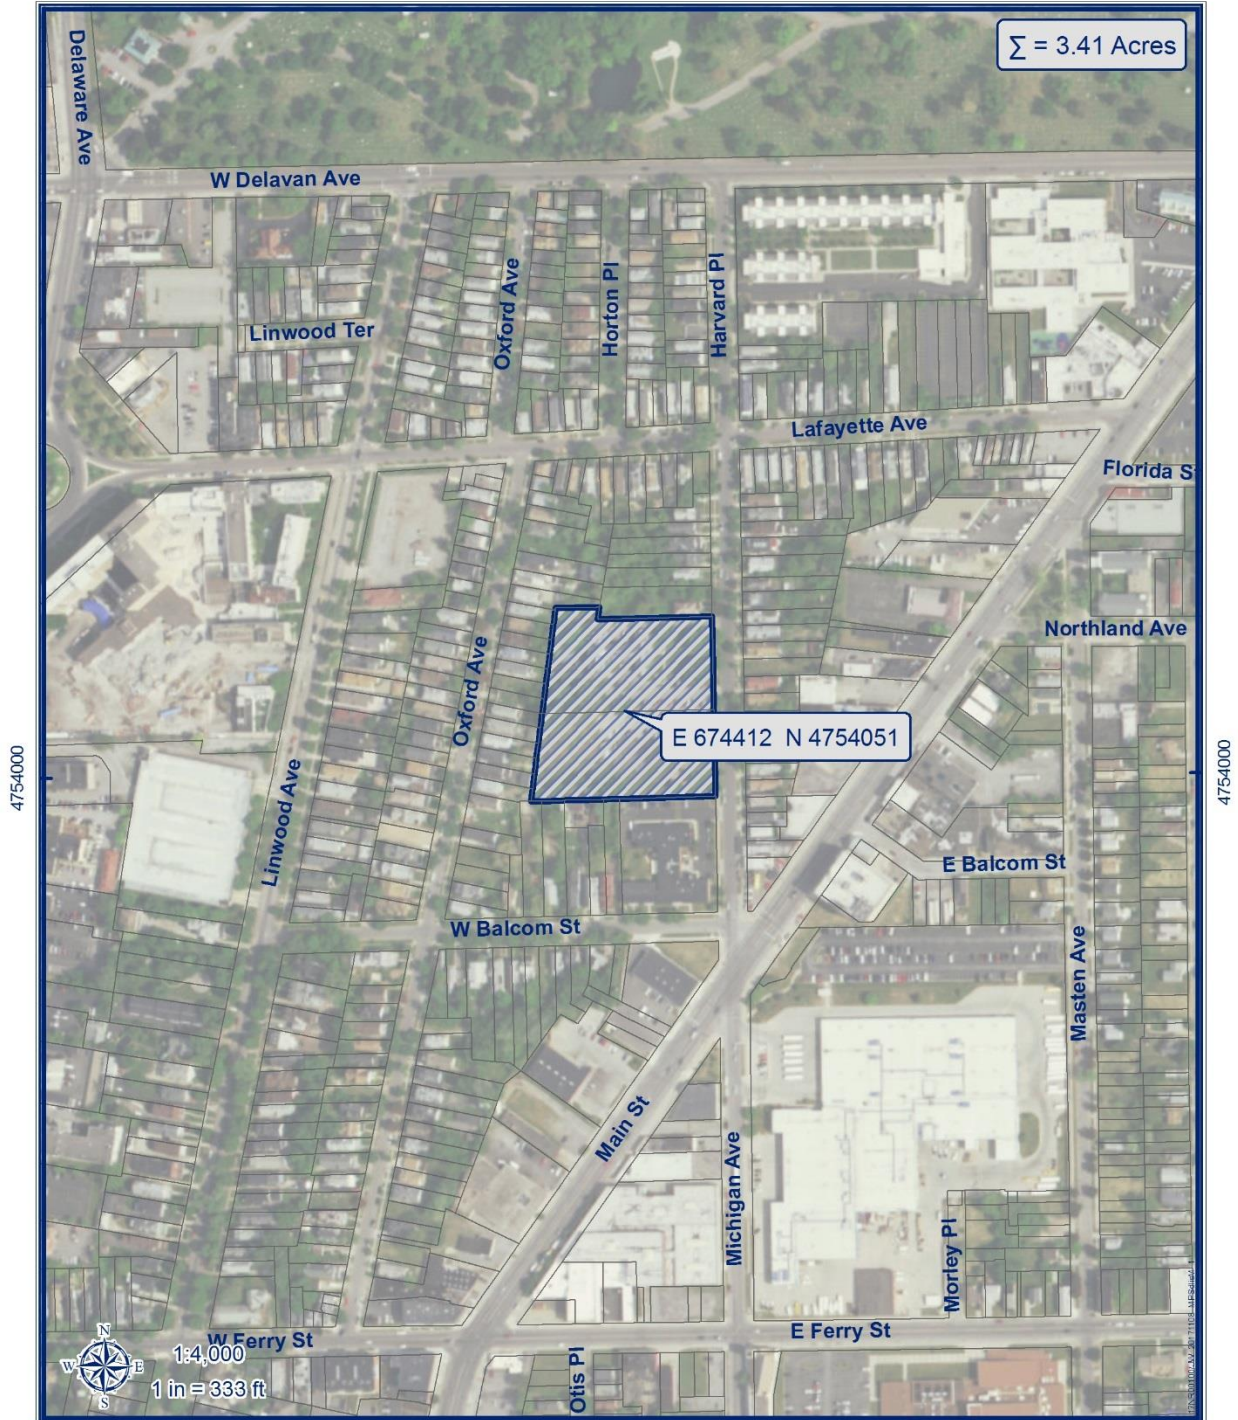 ∑ = 3.41 Acres
Delaware Ave
W Delavan Ave
Oxford Ave
Horton Pl
Harvard Pl
Linwood Ter
Lafayette Ave
Florida S
Northland Ave
Oxford Ave
E 674412 N 4754051
4754000
4754000
Linwood Ave
E Balcom St
W Balcom St
Masten Ave
Main St
Michigan Ave
Morley Pl
E Ferry St
W Ferry St
N
W
E
S
1:4,000
1 in = 333 ft
Otis Pl